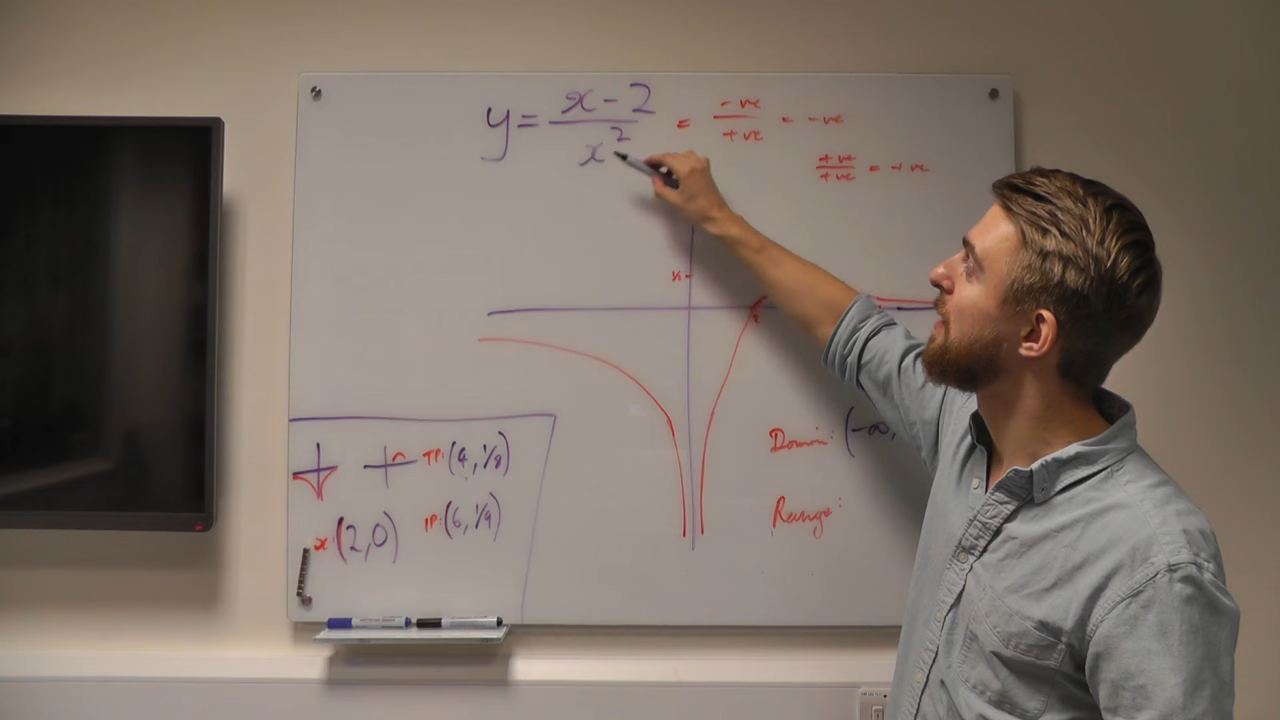 y = x - 2 / x² = -ve / +ve = -ve
+ve / +ve = +ve
2
Domain: (-∞,
Range:
TP: (4, 1/8)
x: (2,0)
IP: (6, 1/9)